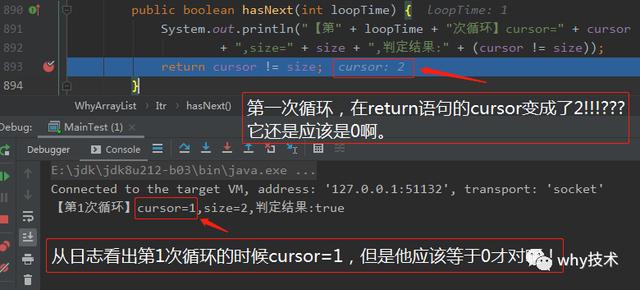 890 public boolean hasNext(int loopTime) { loopTime: 1
891 System.out.println("【第" + loopTime + "次循环】cursor=" + cursor
892 + ",size=" + size + ",判定结果:" + (cursor != size));
893 return cursor != size; cursor: 2
894 }
WhyArrayList › Itr › hasNext()
第一次循环，在return语句的cursor变成了2!!!???
它还是应该是0啊。
Debug: MainTest (1) ×
Debugger Console
E:\jdk\jdk8u212-b03\bin\java.exe ...
Connected to the target VM, address: '127.0.0.1:51132', transport: 'socket'
【第1次循环】cursor=1,size=2,判定结果:true
从日志看出第1次循环的时候cursor=1，但是他应该等于0才对
why技术